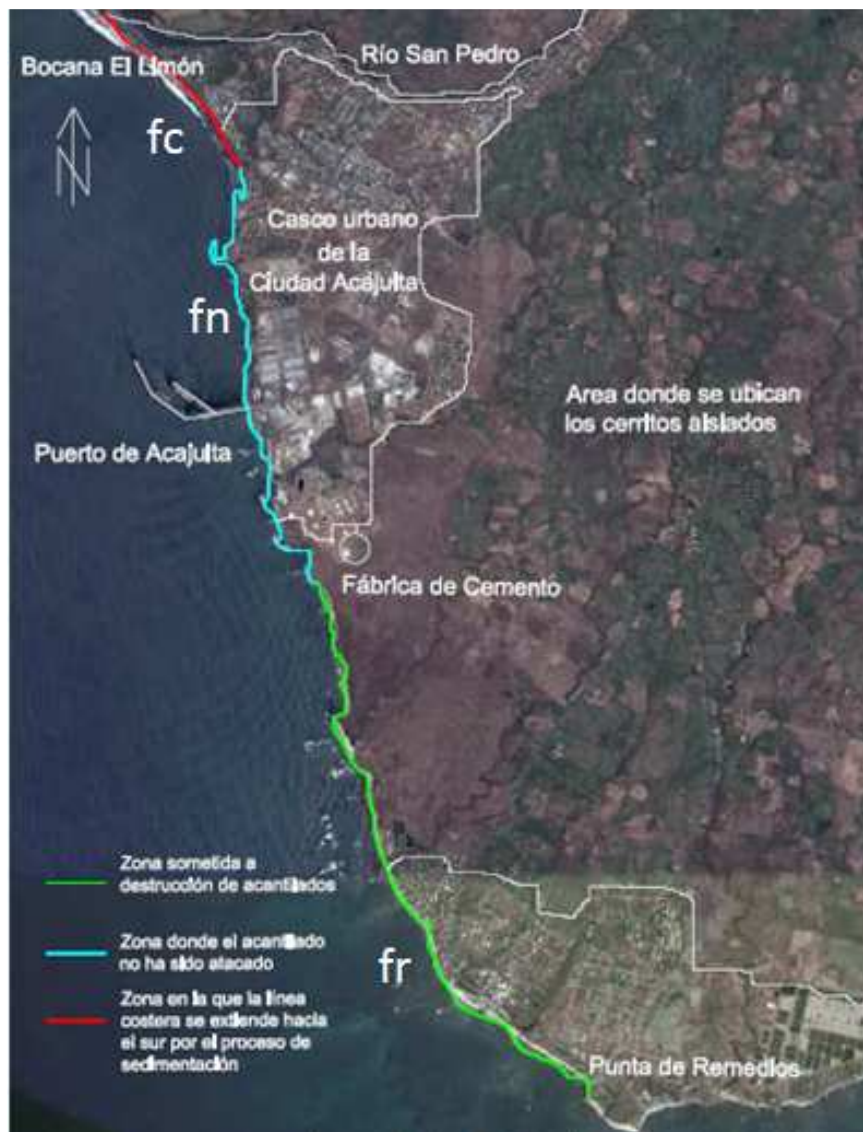 Río San Pedro
Bocana El Limón
N
fc
Casco urbano
de la
Ciudad Acajulta
fn
Area donde se ubican
los cerritos aislados
Puerto de Acajulta
Fábrica de Cemento
Zona sometida a
destrucción de acantilados
Zona donde el acantilado
no ha sido atacado
fr
Zona en la que la línea
costera se extiende hacia
el sur por el proceso de
sedimentación
Punta de Remedios